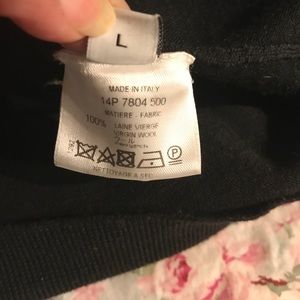 L
MADE IN ITALY
14P 7804 500
MATIERE - FABRIC
100% LAINE VIERGE
VIRGIN WOOL
P
NETTOYAGE A SEC